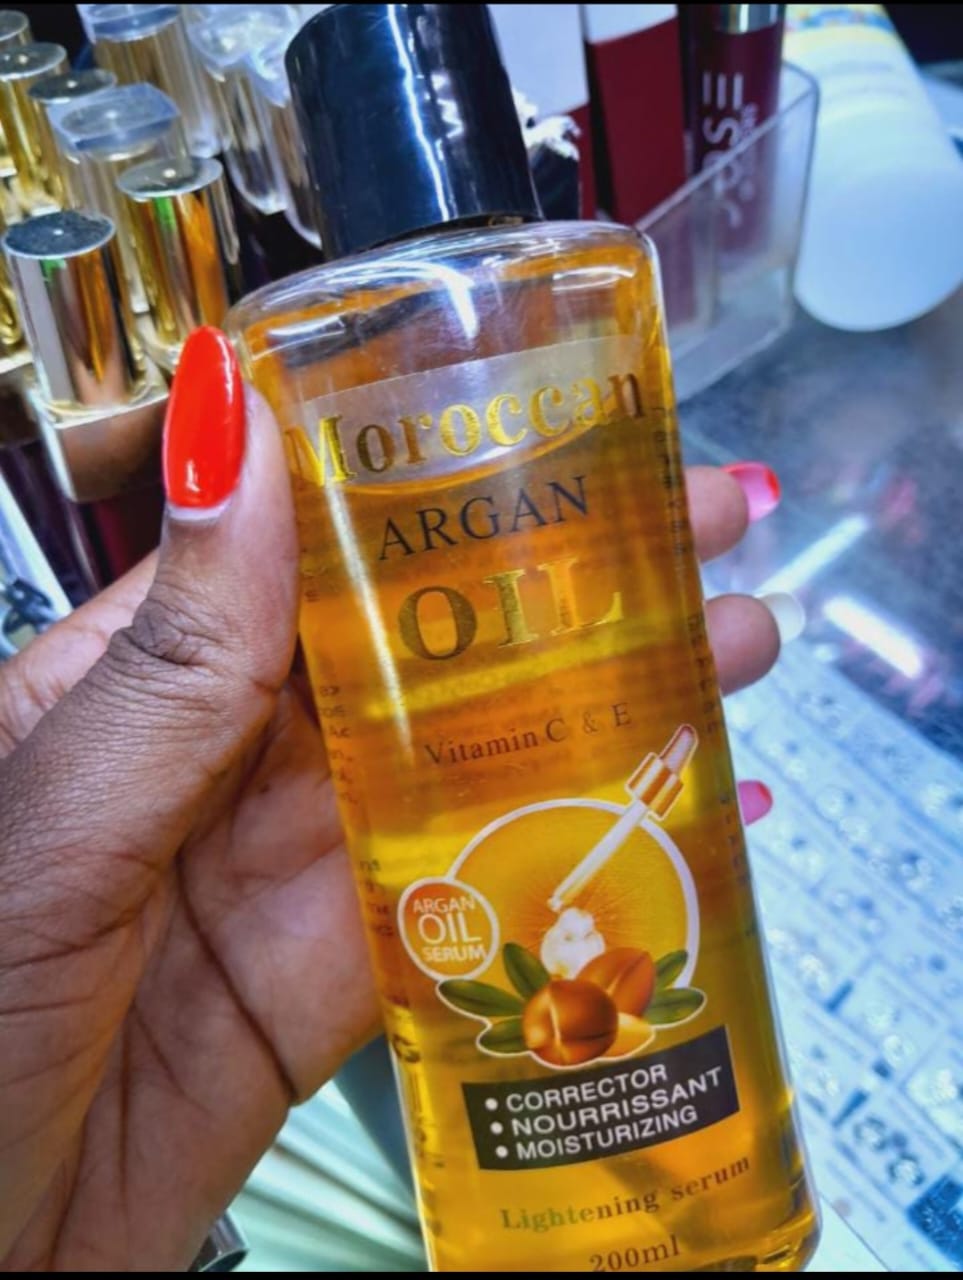 Moroccan
ARGAN
OIL
Vitamin C & E
ARGAN
OIL
SERUM
• CORRECTOR
• NOURRISSANT
• MOISTURIZING
Lightening serum
200ml